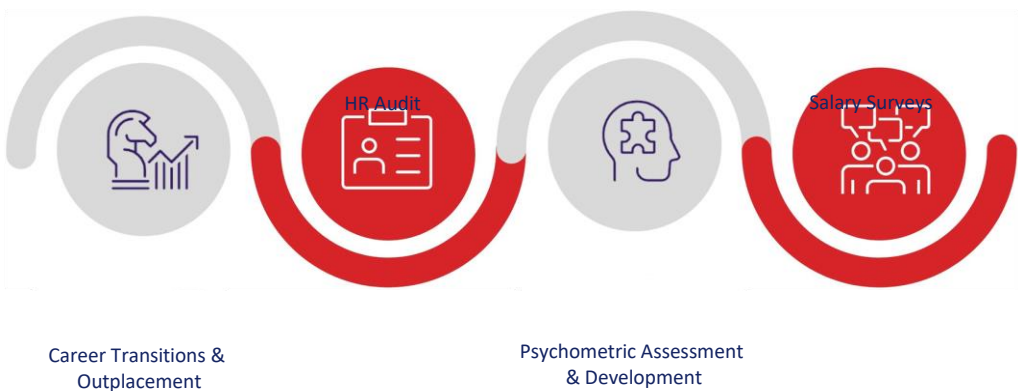 HR Audit
Salary Surveys
Career Transitions &
Outplacement
Psychometric Assessment
& Development